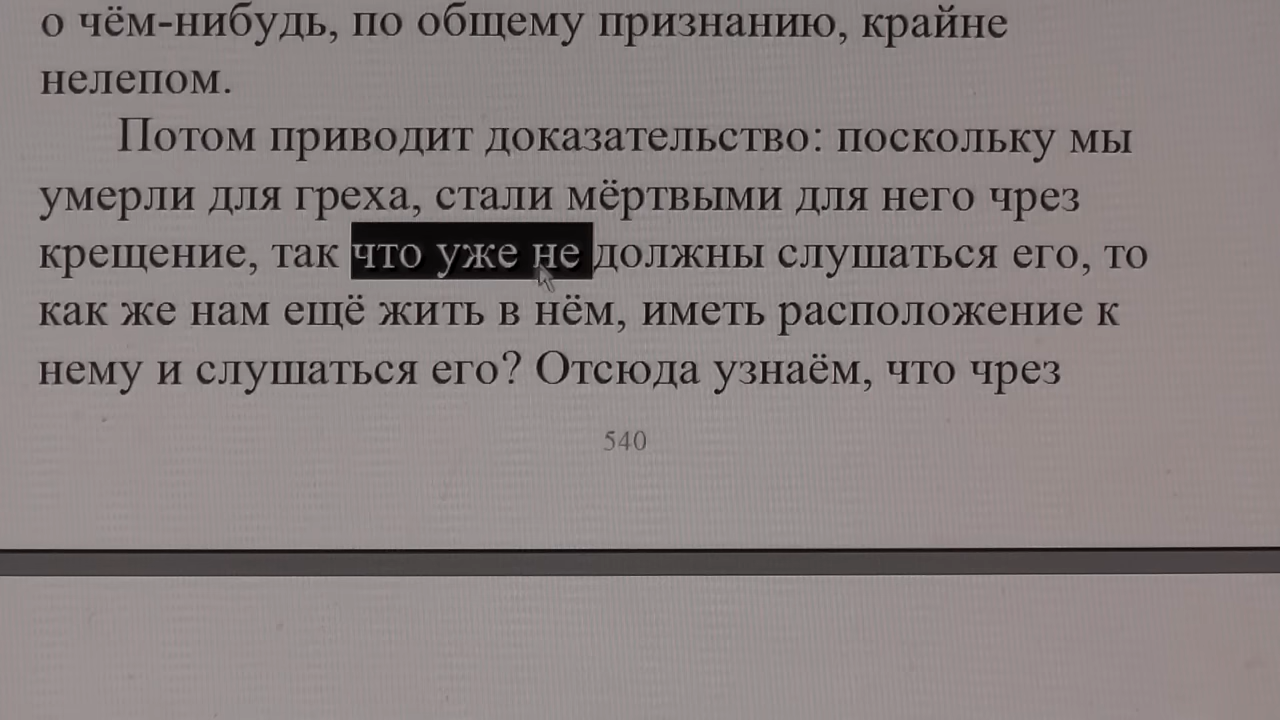 о чём-нибудь, по общему признанию, крайне
нелепом.
Потом приводит доказательство: поскольку мы
умерли для греха, стали мёртвыми для него чрез
крещение, так что уже не должны слушаться его, то
как же нам ещё жить в нём, иметь расположение к
нему и слушаться его? Отсюда узнаём, что чрез
540